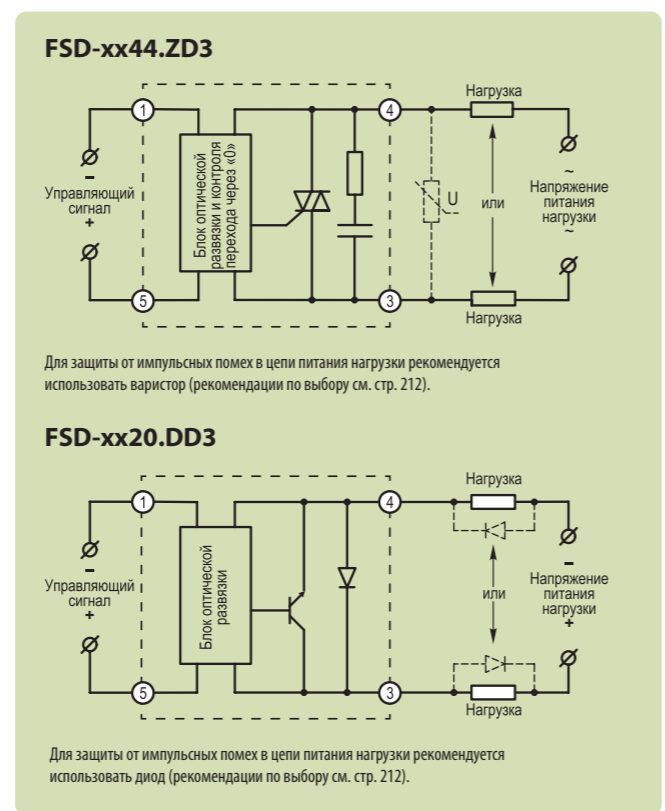 FSD-xx44.ZD3
Нагрузка
1
4
−
Управляющий
сигнал
+
Блок оптической
развязки и контроля
перехода через «0»
U
или
~
Напряжение
питания
нагрузки
~
5
3
Нагрузка
Для защиты от импульсных помех в цепи питания нагрузки рекомендуется
использовать варистор (рекомендации по выбору см. стр. 212).
FSD-xx20.DD3
Нагрузка
1
4
−
Управляющий
сигнал
+
Блок оптической
развязки
или
−
Напряжение
питания
нагрузки
+
5
3
Нагрузка
Для защиты от импульсных помех в цепи питания нагрузки рекомендуется
использовать диод (рекомендации по выбору см. стр. 212).